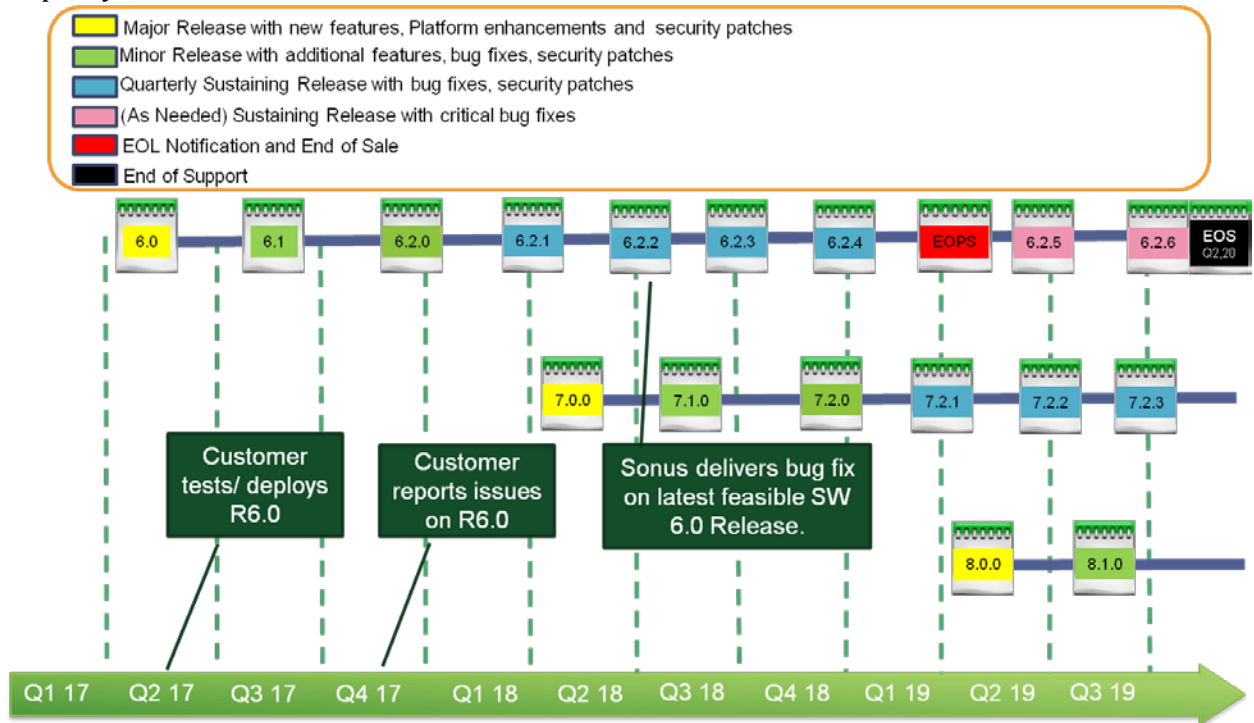 Major Release with new features, Platform enhancements and security patches
Minor Release with additional features, bug fixes, security patches
Quarterly Sustaining Release with bug fixes, security patches
(As Needed) Sustaining Release with critical bug fixes
EOL Notification and End of Sale
End of Support
6.0
6.1
6.2.0
6.2.1
6.2.2
6.2.3
6.2.4
EOPS
6.2.5
6.2.6
EOS
Q2,20
7.0.0
7.1.0
7.2.0
7.2.1
7.2.2
7.2.3
Customer
tests/ deploys
R6.0
Customer
reports issues
on R6.0
Sonus delivers bug fix
on latest feasible SW
6.0 Release.
8.0.0
8.1.0
Q1 17
Q2 17
Q3 17
Q4 17
Q1 18
Q2 18
Q3 18
Q4 18
Q1 19
Q2 19
Q3 19